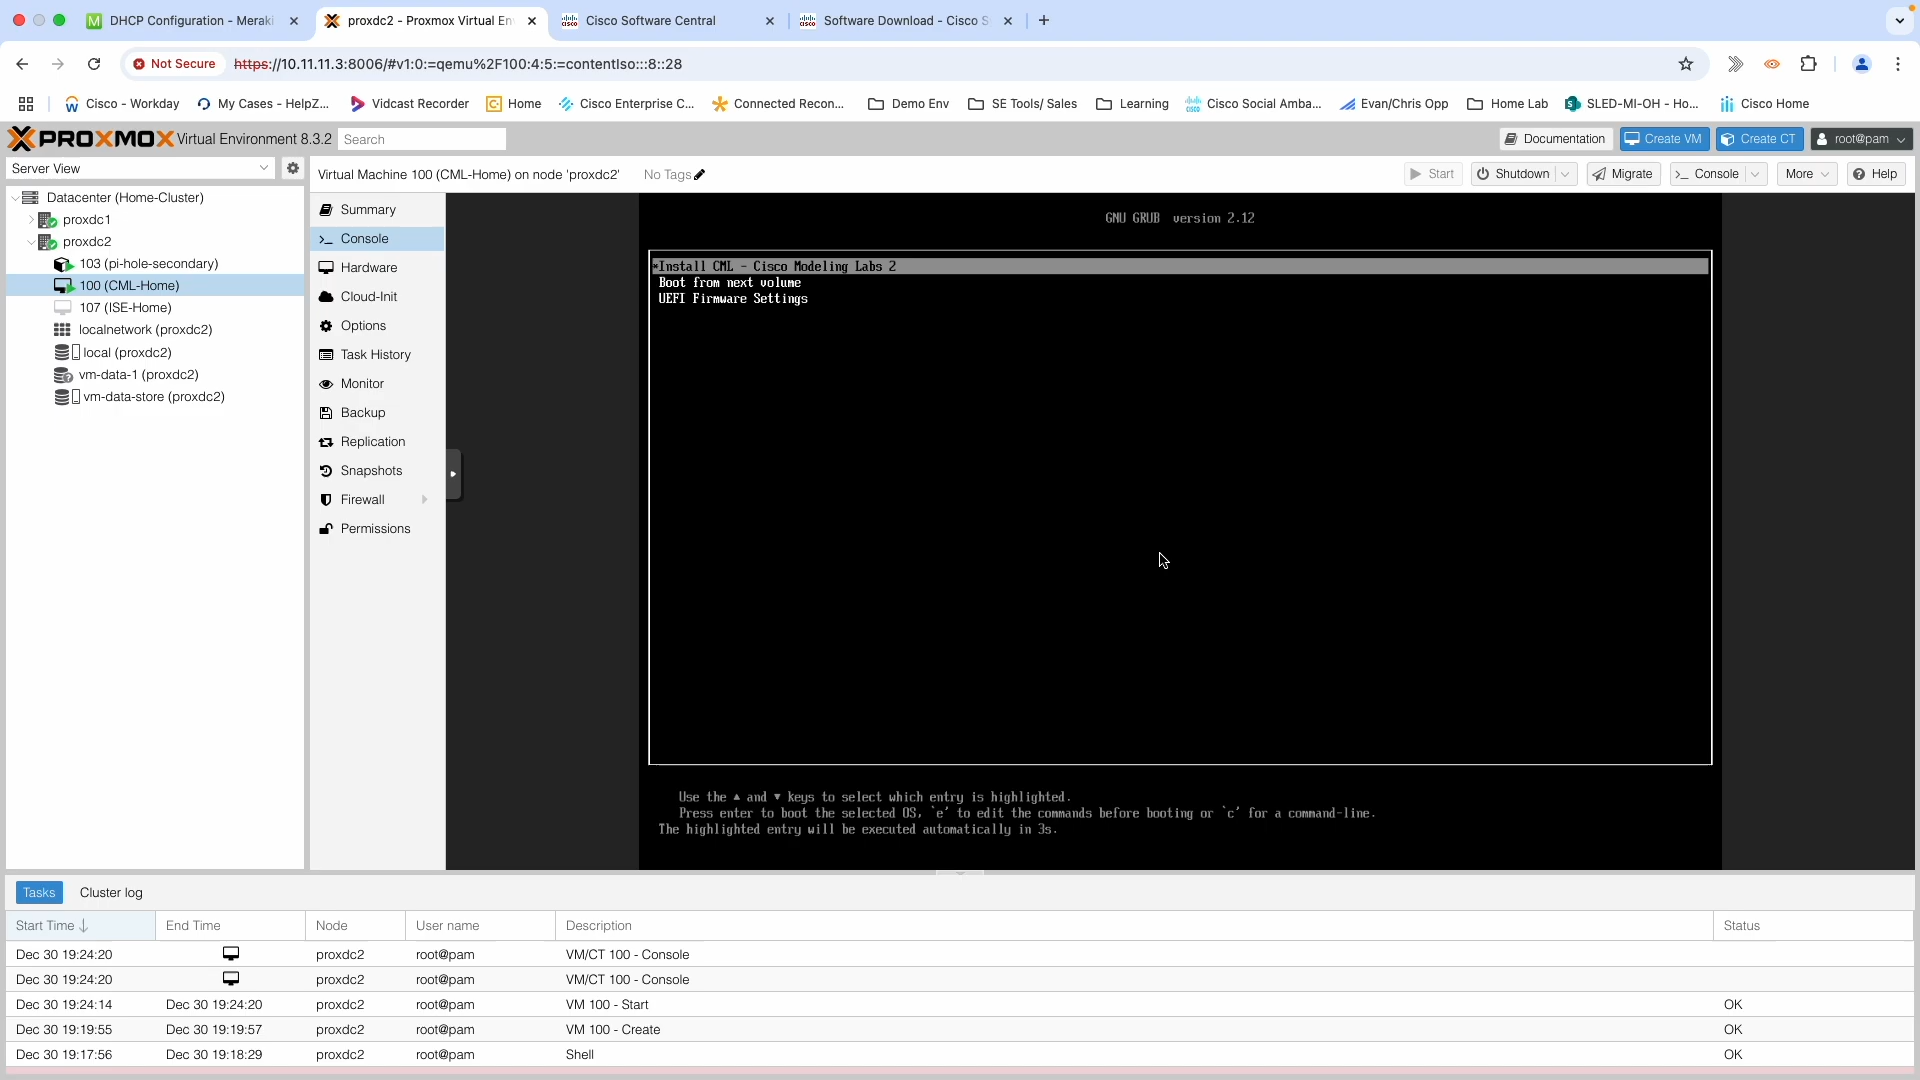 DHCP Configuration - Meraki
proxdc2 - Proxmox Virtual En
Cisco Software Central
Software Download - Cisco S
Not Secure
https://10.11.11.3:8006/#v1:0:=qemu%2F100:4:5:=contentIso:::8::28
Cisco - Workday
My Cases - HelpZ...
Vidcast Recorder
Home
Cisco Enterprise C...
Connected Recon...
Demo Env
SE Tools/ Sales
Learning
Cisco Social Amba...
Evan/Chris Opp
Home Lab
SLED-MI-OH - Ho...
Cisco Home
PROXMOX Virtual Environment 8.3.2
Search
Documentation
Create VM
Create CT
root@pam
Server View
Virtual Machine 100 (CML-Home) on node 'proxdc2'
No Tags
Start
Shutdown
Migrate
Console
More
Help
Datacenter (Home-Cluster)
proxdc1
proxdc2
103 (pi-hole-secondary)
100 (CML-Home)
107 (ISE-Home)
localnetwork (proxdc2)
local (proxdc2)
vm-data-1 (proxdc2)
vm-data-store (proxdc2)
Summary
Console
Hardware
Cloud-Init
Options
Task History
Monitor
Backup
Replication
Snapshots
Firewall
Permissions
GNU GRUB version 2.12
*Install CML - Cisco Modeling Labs 2
Boot from next volume
UEFI Firmware Settings
Use the ▲ and ▼ keys to select which entry is highlighted.
Press enter to boot the selected OS, `e' to edit the commands before booting or `c' for a command-line.
The highlighted entry will be executed automatically in 3s.
Tasks
Cluster log
Start Time ↓ End Time Node User name Description Status
Dec 30 19:24:20 proxdc2 root@pam VM/CT 100 - Console
Dec 30 19:24:20 proxdc2 root@pam VM/CT 100 - Console
Dec 30 19:24:14 Dec 30 19:24:20 proxdc2 root@pam VM 100 - Start OK
Dec 30 19:19:55 Dec 30 19:19:57 proxdc2 root@pam VM 100 - Create OK
Dec 30 19:17:56 Dec 30 19:18:29 proxdc2 root@pam Shell OK